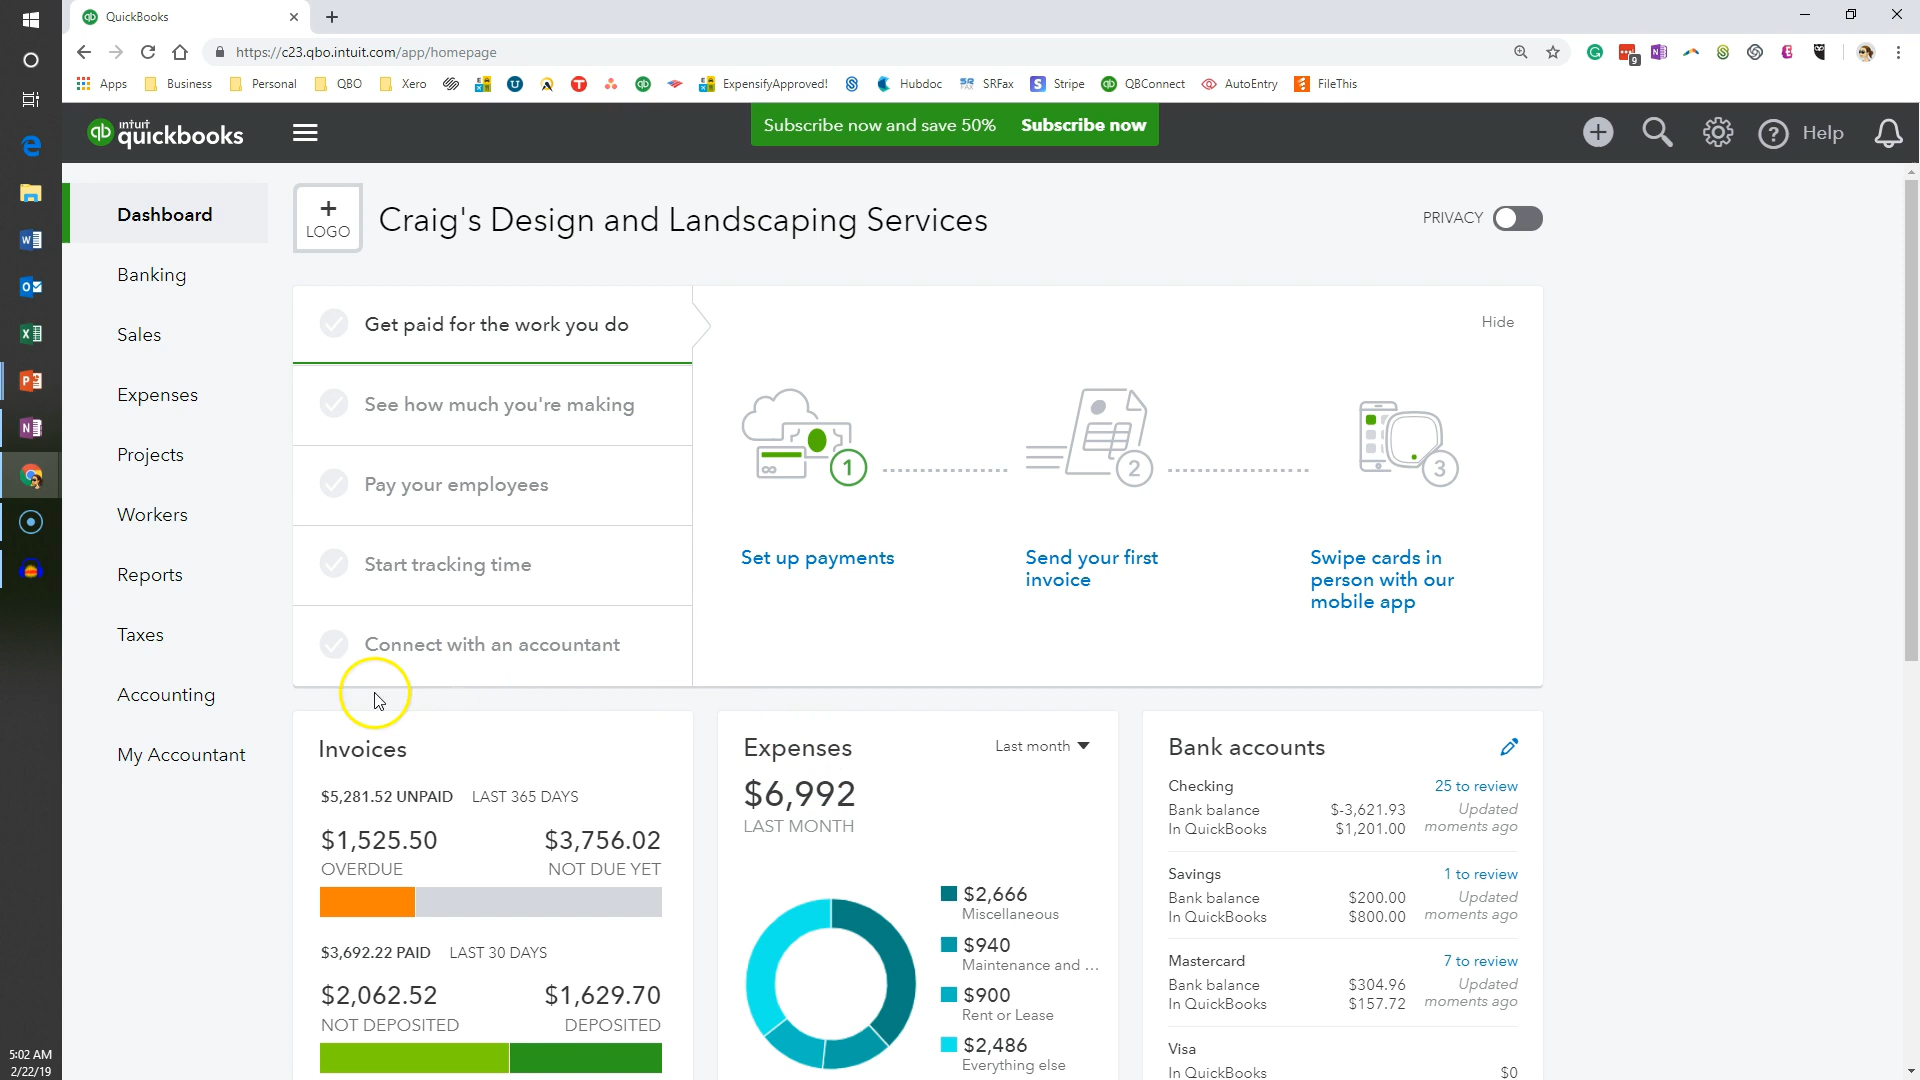 QuickBooks
https://c23.qbo.intuit.com/app/homepage
9
Apps Business Personal QBO Xero ExpensifyApproved! Hubdoc SRFax Stripe QBConnect AutoEntry FileThis
qb intuit quickbooks
Subscribe now and save 50% Subscribe now
Help
Dashboard
Banking
Sales
Expenses
Projects
Workers
Reports
Taxes
Accounting
My Accountant
+
LOGO
Craig's Design and Landscaping Services
PRIVACY
Get paid for the work you do
See how much you're making
Pay your employees
Start tracking time
Connect with an accountant
Hide
1
2
3
Set up payments
Send your first
invoice
Swipe cards in
person with our
mobile app
Invoices
$5,281.52 UNPAID LAST 365 DAYS
$1,525.50 $3,756.02
OVERDUE NOT DUE YET
$3,692.22 PAID LAST 30 DAYS
$2,062.52 $1,629.70
NOT DEPOSITED DEPOSITED
Expenses Last month
$6,992
LAST MONTH
$2,666
Miscellaneous
$940
Maintenance and ...
$900
Rent or Lease
$2,486
Everything else
Bank accounts
Checking 25 to review
Bank balance $-3,621.93 Updated
In QuickBooks $1,201.00 moments ago
Savings 1 to review
Bank balance $200.00 Updated
In QuickBooks $800.00 moments ago
Mastercard 7 to review
Bank balance $304.96 Updated
In QuickBooks $157.72 moments ago
Visa
In QuickBooks $0
5:02 AM
2/22/19